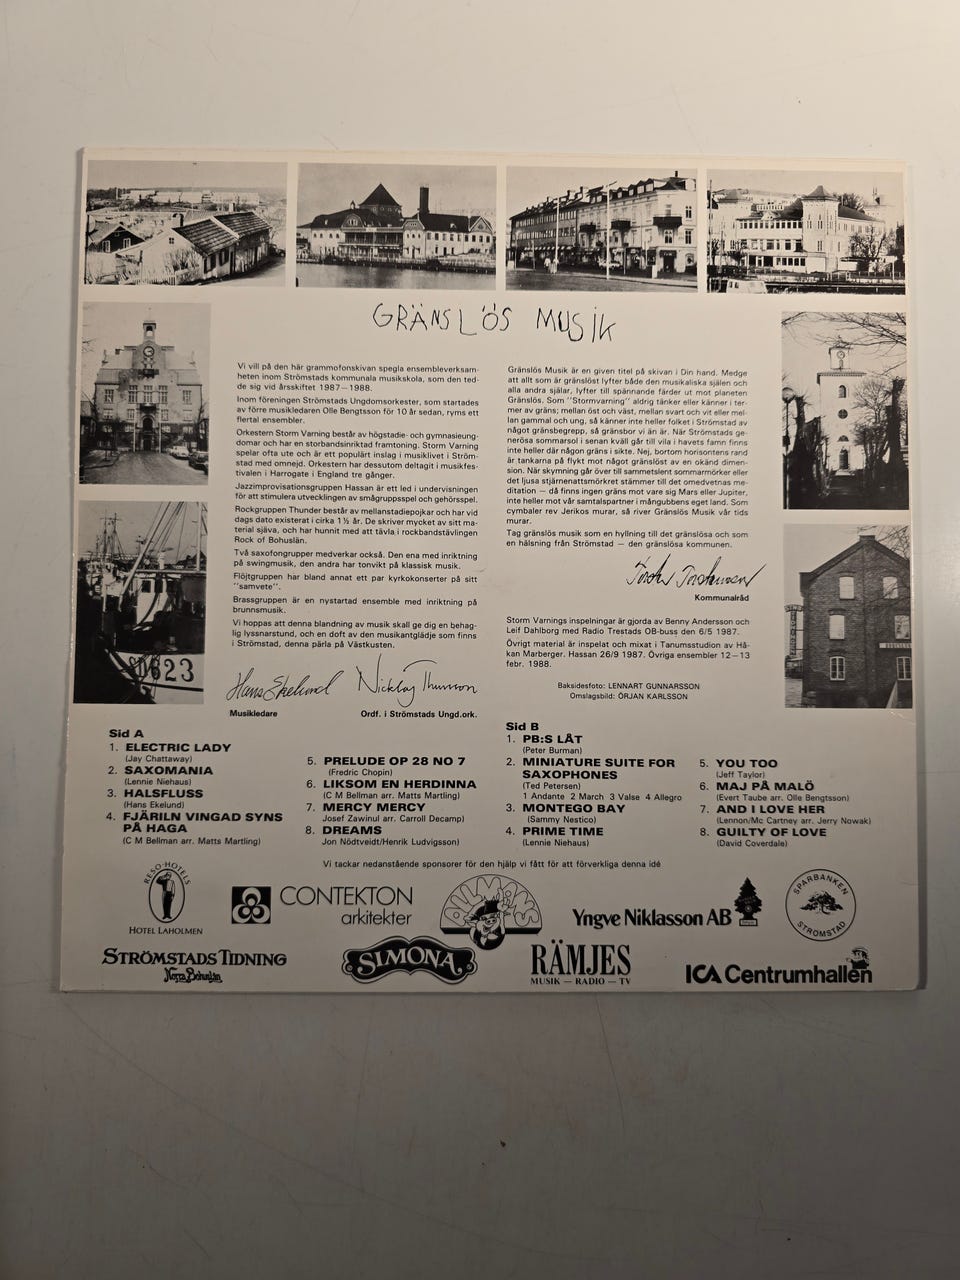 GRÄNSLÖS MUSIK
Vi vill på den här grammofonskivan spegla ensembleverksam-
heten inom Strömstads kommunala musikskola, som den ted-
de sig vid årsskiftet 1987—1988.
Inom föreningen Strömstads Ungdomsorkester, som startades
av förre musikledaren Olle Bengtsson för 10 år sedan, ryms ett
flertal ensembler.
Orkestern Storm Varning består av högstadie- och gymnasieung-
domar och har en storbandsinriktad framtoning. Storm Varning
spelar ofta ute och är ett populärt inslag i musiklivet i Ström-
stad med omnejd. Orkestern har dessutom deltagit i musikfes-
tivalen i Harrogate i England tre gånger.
Jazzimprovisationsgruppen Hassan är ett led i undervisningen
för att stimulera utvecklingen av smågruppsspel och gehörsspel.
Rockgruppen Thunder består av mellanstadiepojkar och har vid
dags dato existerat i cirka 1½ år. De skriver mycket av sitt ma-
terial själva, och har hunnit med att tävla i rockbandstävlingen
Rock of Bohuslän.
Två saxofongrupper medverkar också. Den ena med inriktning
på swingmusik, den andra har tonvikt på klassisk musik.
Flöjtgruppen har bland annat ett par kyrkokonserter på sitt
"samvete".
Brassgruppen är en nystartad ensemble med inriktning på
brunnsmusik.
Vi hoppas att denna blandning av musik skall ge dig en behag-
lig lyssnarstund, och en doft av den musikantglädje som finns
i Strömstad, denna pärla på Västkusten.
Hans Ekelund
Musikledare
Ordf. i Strömstads Ungd.ork.
Gränslös Musik är en given titel på skivan i Din hand. Medge
att allt som är gränslöst lyfter både den musikaliska själen och
alla andra själar, lyfter till spännande färder ut mot planeten
Gränslös. Som "Stormvarning" aldrig tänker eller känner i ter-
mer av gräns; mellan öst och väst, mellan svart och vit eller mel-
lan gammal och ung, så känner inte heller folket i Strömstad av
något gränsbegrepp, så gränsbor vi än är. När Strömstads ge-
nerösa sommarsol i senan kväll går till vila i havets famn finns
inte heller där någon gräns i sikte. Nej, bortom horisontens rand
är tankarna på flykt mot något gränslöst av en okänd dimen-
sion. När skymning går över till sammetslent sommarmörker eller
det ljusa stjärnenattsmörkret stämmer till det omedvetnas me-
ditation — då finns ingen gräns mot vare sig Mars eller Jupiter,
inte heller mot vår samtalspartner i mångubbens eget land. Som
cymbaler rev Jerikos murar, så river Gränslös Musik vår tids
murar.
Tag gränslös musik som en hyllning till det gränslösa och som
en hälsning från Strömstad — den gränslösa kommunen.
Kommunalråd
Storm Varnings inspelningar är gjorda av Benny Andersson och
Leif Dahlborg med Radio Trestads OB-buss den 6/5 1987.
Övrigt material är inspelat och mixat i Tanumsstudion av Hå-
kan Marberger. Hassan 26/9 1987. Övriga ensembler 12—13
febr. 1988.
Baksidesfoto: LENNART GUNNARSSON
Omslagsbild: ÖRJAN KARLSSON
623
Sid A
1. ELECTRIC LADY
(Jay Chattaway)
2. SAXOMANIA
(Lennie Niehaus)
3. HALSFLUSS
(Hans Ekelund)
4. FJÄRILN VINGAD SYNS
PÅ HAGA
(C M Bellman arr. Matts Martling)
5. PRELUDE OP 28 NO 7
(Fredric Chopin)
6. LIKSOM EN HERDINNA
(C M Bellman arr. Matts Martling)
7. MERCY MERCY
Josef Zawinul arr. Carroll Decamp)
8. DREAMS
Jon Nödtveidt/Henrik Ludvigsson)
Sid B
1. PB:S LÅT
(Peter Burman)
2. MINIATURE SUITE FOR
SAXOPHONES
(Ted Petersen)
1 Andante 2 March 3 Valse 4 Allegro
3. MONTEGO BAY
(Sammy Nestico)
4. PRIME TIME
(Lennie Niehaus)
5. YOU TOO
(Jeff Taylor)
6. MAJ PÅ MALÖ
(Evert Taube arr. Olle Bengtsson)
7. AND I LOVE HER
(Lennon/Mc Cartney arr. Jerry Nowak)
8. GUILTY OF LOVE
(David Coverdale)
Vi tackar nedanstående sponsorer för den hjälp vi fått för att förverkliga denna idé
RESO-HOTELS
HOTEL LAHOLMEN
CONTEKTON
arkitekter
Yngve Niklasson AB
SPARBANKEN
STRÖMSTAD
STRÖMSTADS TIDNING
Norra Bohuslän
SIMONA
RÄMJES
MUSIK — RADIO — TV
ICA Centrumhallen